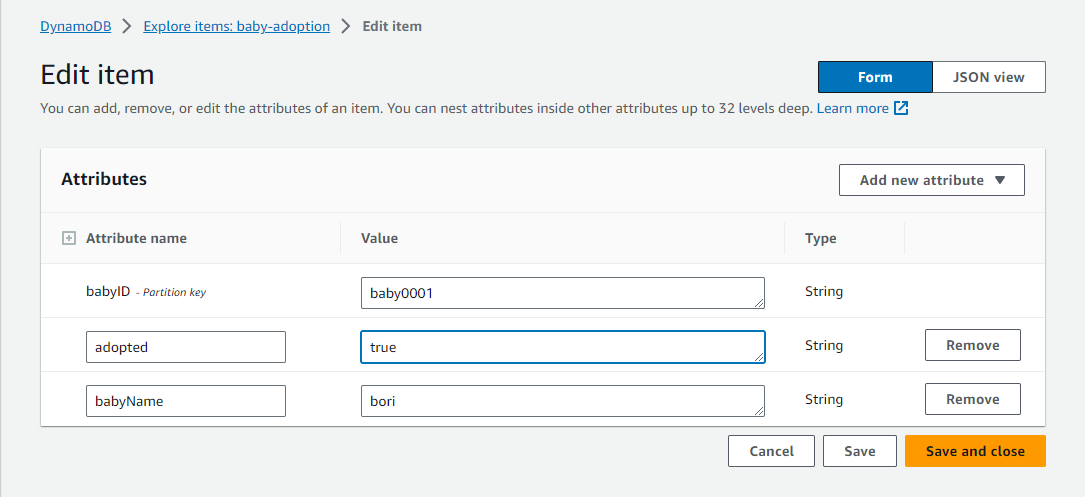 DynamoDB > Explore items: baby-adoption > Edit item
Edit item
Form JSON view
You can add, remove, or edit the attributes of an item. You can nest attributes inside other attributes up to 32 levels deep. Learn more
Attributes
Add new attribute
Attribute name Value Type
babyID - Partition key baby0001 String
adopted true String Remove
babyName bori String Remove
Cancel Save Save and close